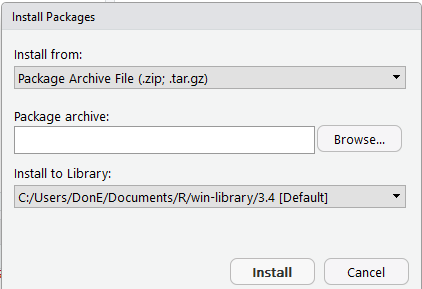 Install Packages
Install from:
Package Archive File (.zip; .tar.gz)
Package archive:
Browse...
Install to Library:
C:/Users/DonE/Documents/R/win-library/3.4 [Default]
Install
Cancel